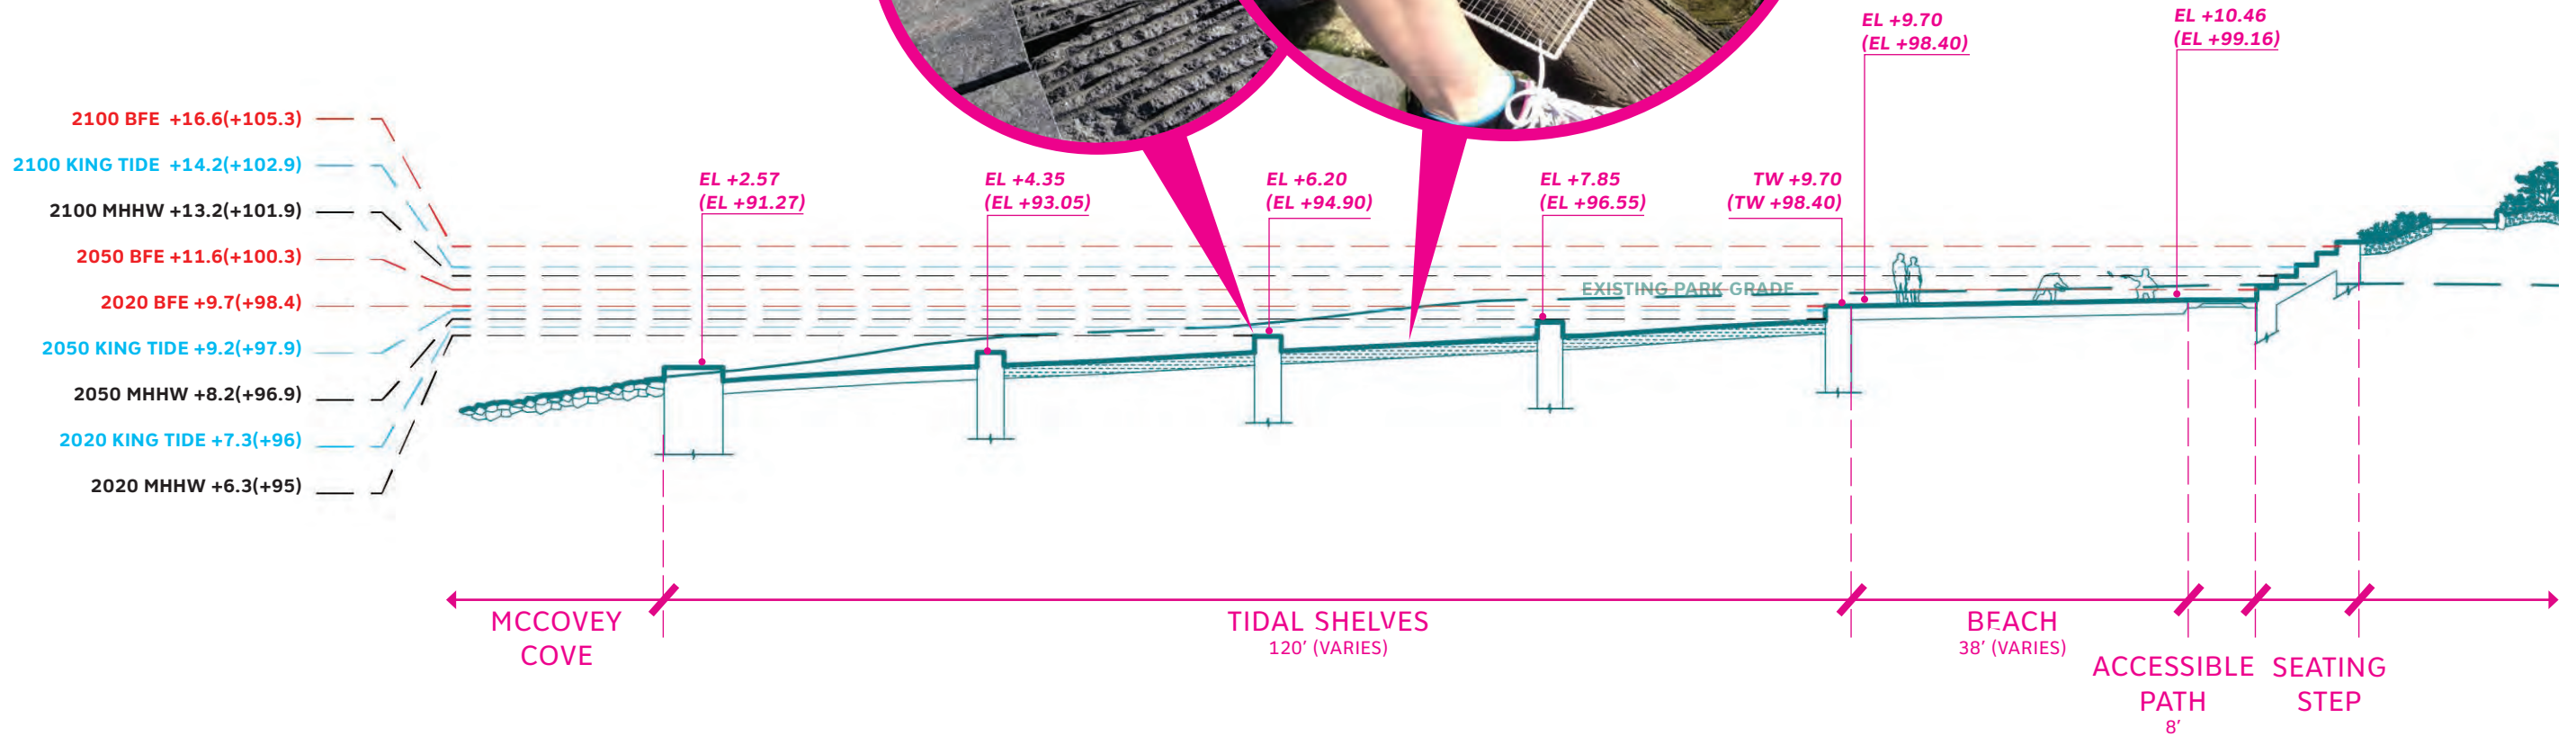 EL +9.70
(EL +98.40)
EL +10.46
(EL +99.16)
2100 BFE +16.6(+105.3)
2100 KING TIDE +14.2(+102.9)
2100 MHHW +13.2(+101.9)
2050 BFE +11.6(+100.3)
2020 BFE +9.7(+98.4)
2050 KING TIDE +9.2(+97.9)
2050 MHHW +8.2(+96.9)
2020 KING TIDE +7.3(+96)
2020 MHHW +6.3(+95)
EL +2.57
(EL +91.27)
EL +4.35
(EL +93.05)
EL +6.20
(EL +94.90)
EL +7.85
(EL +96.55)
TW +9.70
(TW +98.40)
EXISTING PARK GRADE
MCCOVEY
COVE
TIDAL SHELVES
120' (VARIES)
BEACH
38' (VARIES)
ACCESSIBLE
PATH
8'
SEATING
STEP